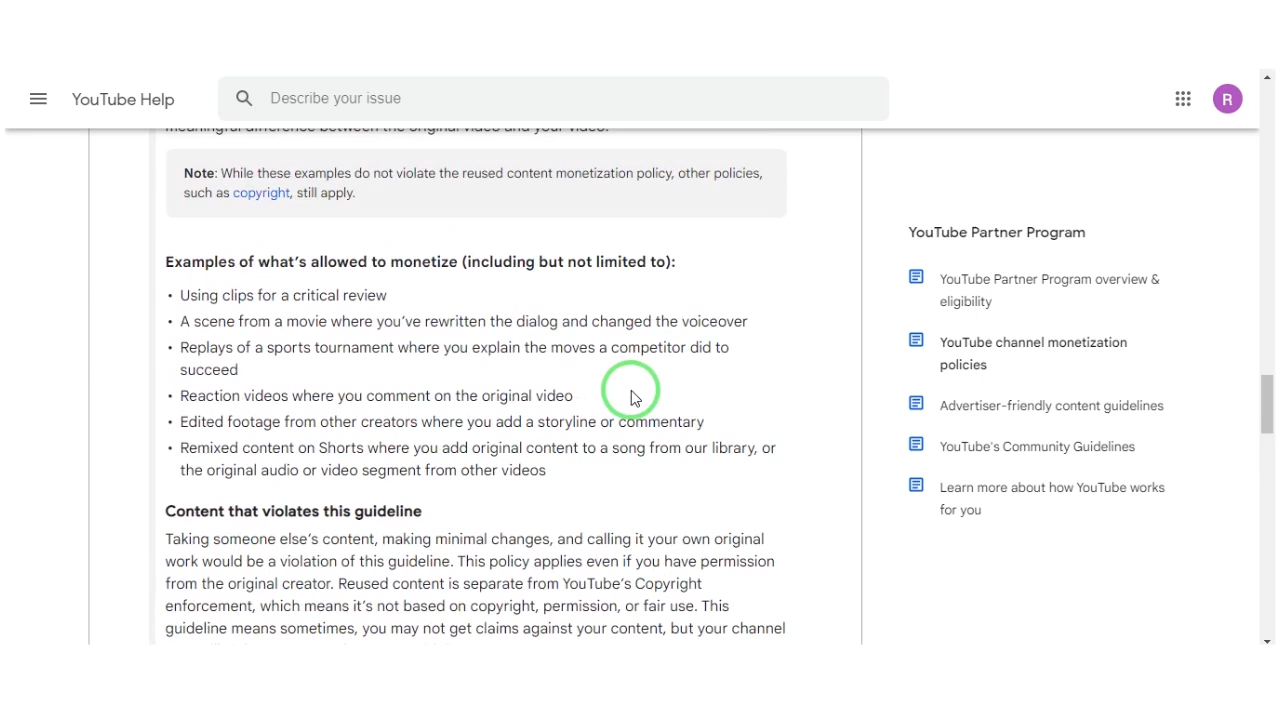 YouTube Help
Describe your issue
R
meaningful difference between the original video and your video.
Note: While these examples do not violate the reused content monetization policy, other policies,
such as copyright, still apply.
Examples of what’s allowed to monetize (including but not limited to):
• Using clips for a critical review
• A scene from a movie where you’ve rewritten the dialog and changed the voiceover
• Replays of a sports tournament where you explain the moves a competitor did to
succeed
• Reaction videos where you comment on the original video
• Edited footage from other creators where you add a storyline or commentary
• Remixed content on Shorts where you add original content to a song from our library, or
the original audio or video segment from other videos
Content that violates this guideline
Taking someone else’s content, making minimal changes, and calling it your own original
work would be a violation of this guideline. This policy applies even if you have permission
from the original creator. Reused content is separate from YouTube’s Copyright
enforcement, which means it’s not based on copyright, permission, or fair use. This
guideline means sometimes, you may not get claims against your content, but your channel
YouTube Partner Program
YouTube Partner Program overview &
eligibility
YouTube channel monetization
policies
Advertiser-friendly content guidelines
YouTube's Community Guidelines
Learn more about how YouTube works
for you